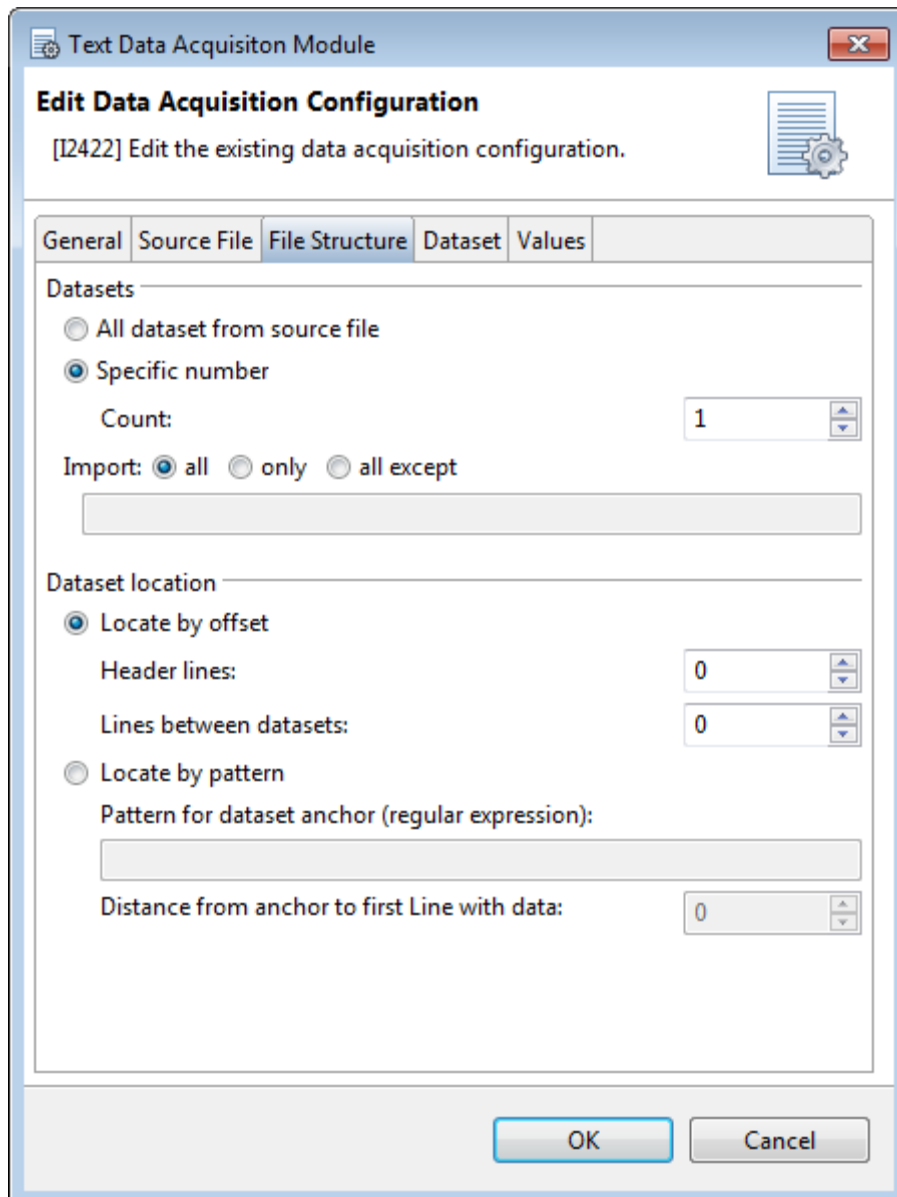 Text Data Acquisiton Module
Edit Data Acquisition Configuration
[I2422] Edit the existing data acquisition configuration.
General Source File File Structure Dataset Values
Datasets
All dataset from source file
Specific number
Count: 1
Import: all only all except
Dataset location
Locate by offset
Header lines: 0
Lines between datasets: 0
Locate by pattern
Pattern for dataset anchor (regular expression):
Distance from anchor to first Line with data: 0
OK Cancel